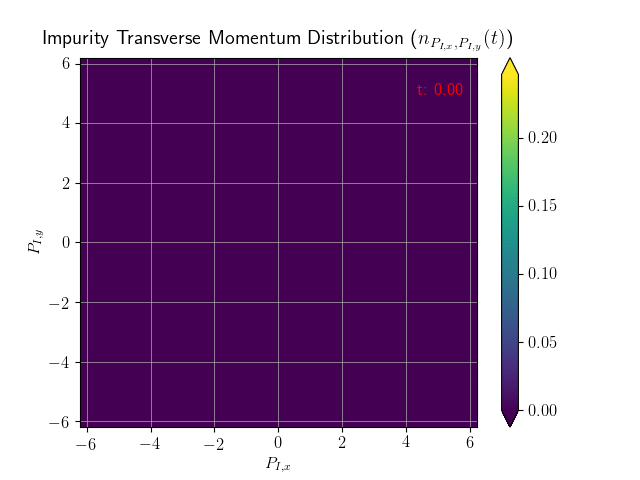 Impurity Transverse Momentum Distribution ($n_{P_{I,x},P_{I,y}}(t)$)
t: 0.00
6
4
2
0
−2
−4
−6
$P_{I,y}$
−6 −4 −2 0 2 4 6
$P_{I,x}$
0.20
0.15
0.10
0.05
0.00